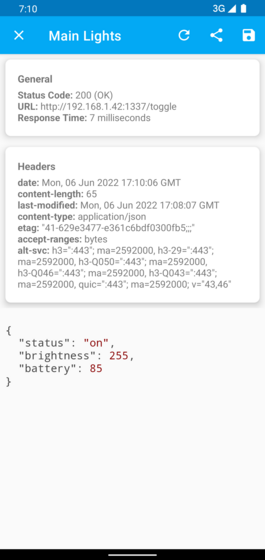 7:10
3G
Main Lights
General
Status Code: 200 (OK)
URL: http://192.168.1.42:1337/toggle
Response Time: 7 milliseconds
Headers
date: Mon, 06 Jun 2022 17:10:06 GMT
content-length: 65
last-modified: Mon, 06 Jun 2022 17:08:07 GMT
content-type: application/json
etag: "41-629e3477-e361c6bdf0300fb5;;;"
accept-ranges: bytes
alt-svc: h3=":443"; ma=2592000, h3-29=":443";
ma=2592000, h3-Q050=":443"; ma=2592000,
h3-Q046=":443"; ma=2592000, h3-Q043=":443";
ma=2592000, quic=":443"; ma=2592000; v="43,46"
{
"status": "on",
"brightness": 255,
"battery": 85
}